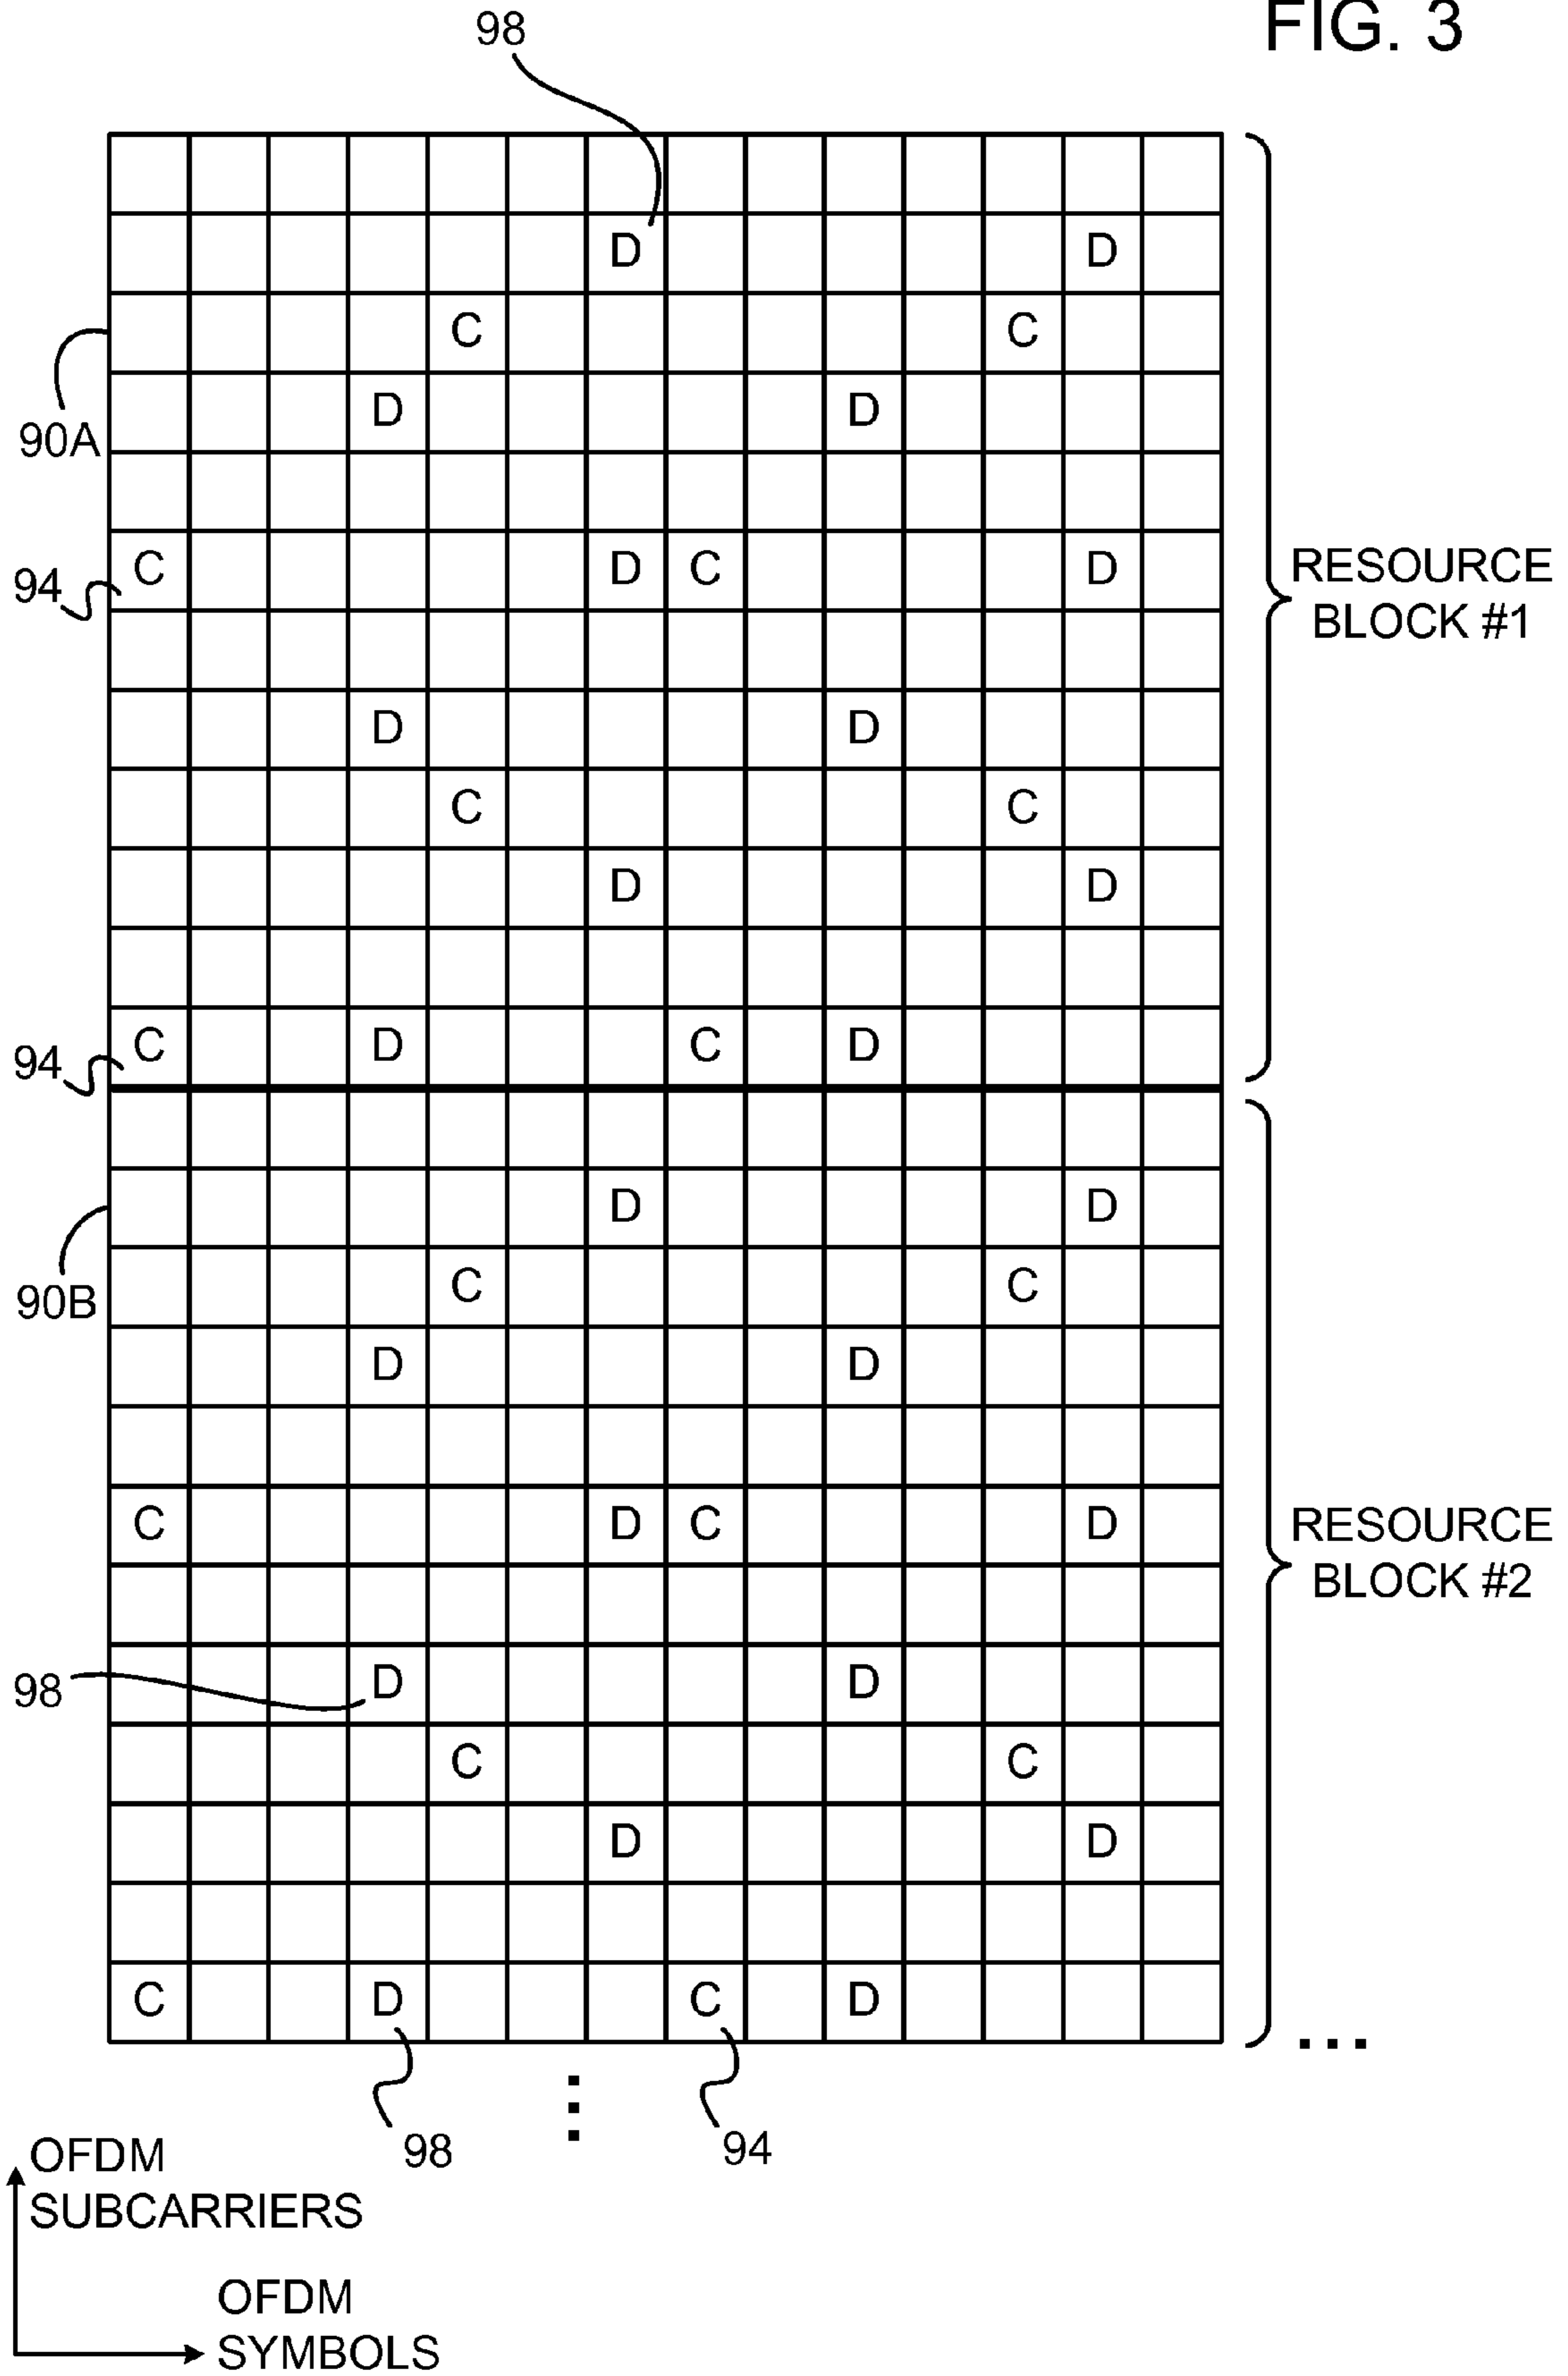 FIG. 3
98
D D
C C
90A
D D
94
C D C D
RESOURCE
BLOCK #1
D D
C C
D D
94
C D C D
D D
90B
C C
D D
C D C D
RESOURCE
BLOCK #2
98
D D
C C
D D
C D C D
...
98
94
OFDM
SUBCARRIERS
OFDM
SYMBOLS